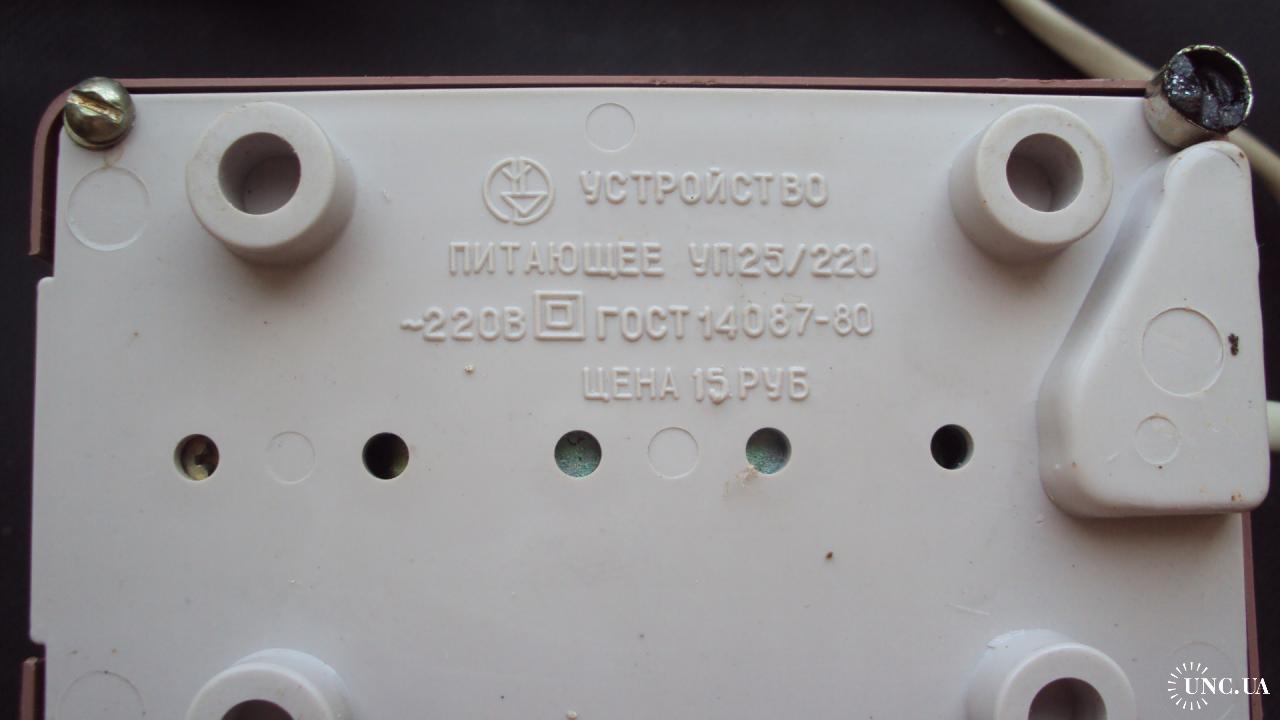 УСТРОЙСТВО
ПИТАЮЩЕЕ УП25/220
~220В ГОСТ 14087-80
ЦЕНА 15 РУБ
UNC.UA